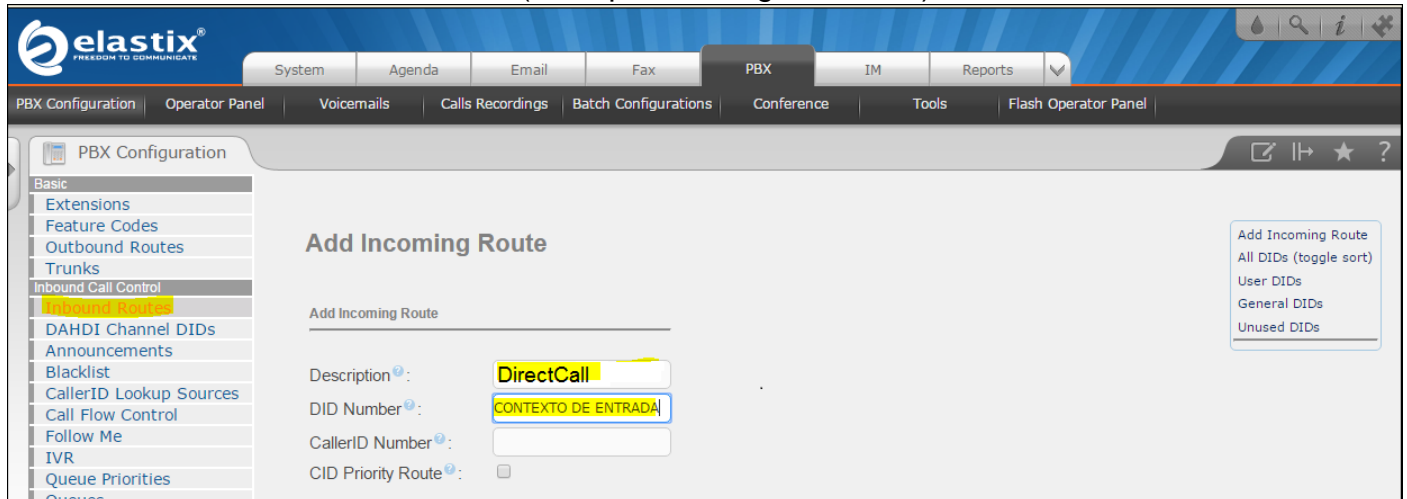 elastix®
FREEDOM TO COMMUNICATE
System Agenda Email Fax PBX IM Reports
PBX Configuration Operator Panel Voicemails Calls Recordings Batch Configurations Conference Tools Flash Operator Panel
PBX Configuration
Basic
Extensions
Feature Codes
Outbound Routes
Trunks
Inbound Call Control
Inbound Routes
DAHDI Channel DIDs
Announcements
Blacklist
CallerID Lookup Sources
Call Flow Control
Follow Me
IVR
Queue Priorities
Queues
Add Incoming Route
Add Incoming Route
Description:
DirectCall
DID Number:
CONTEXTO DE ENTRADA
CallerID Number:
CID Priority Route:
Add Incoming Route
All DIDs (toggle sort)
User DIDs
General DIDs
Unused DIDs